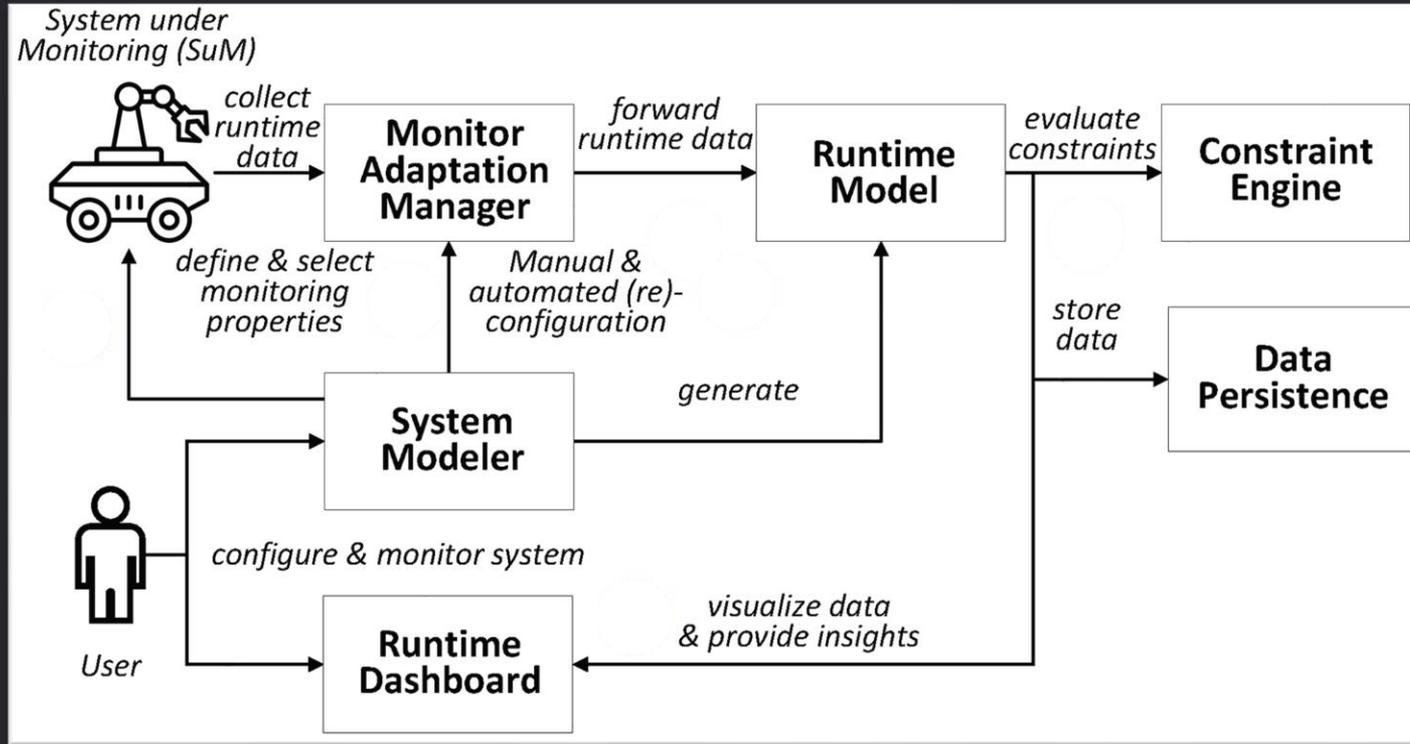 System under
Monitoring (SuM)
collect
runtime
data
Monitor
Adaptation
Manager
forward
runtime data
Runtime
Model
evaluate
constraints
Constraint
Engine
define & select
monitoring
properties
Manual &
automated (re)-
configuration
store
data
Data
Persistence
System
Modeler
generate
configure & monitor system
User
Runtime
Dashboard
visualize data
& provide insights